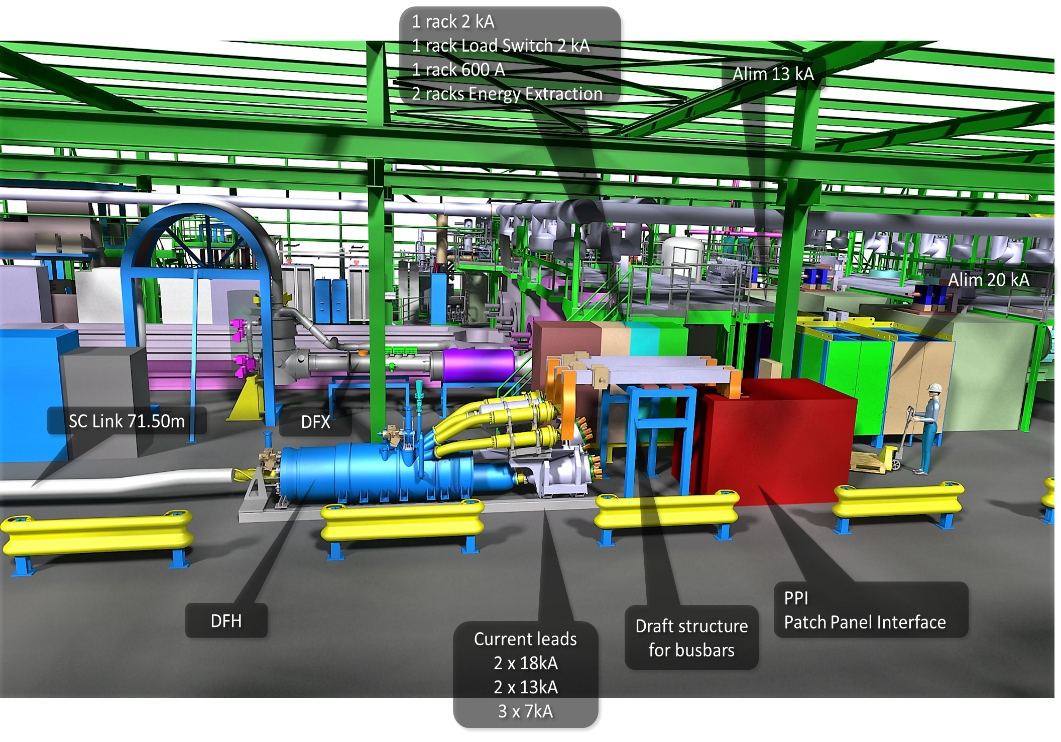 1 rack 2 kA
1 rack Load Switch 2 kA
1 rack 600 A
2 racks Energy Extraction
Alim 13 kA
Alim 20 kA
SC Link 71.50m
DFX
DFH
Current leads
2 x 18kA
2 x 13kA
3 x 7kA
Draft structure
for busbars
PPI
Patch Panel Interface